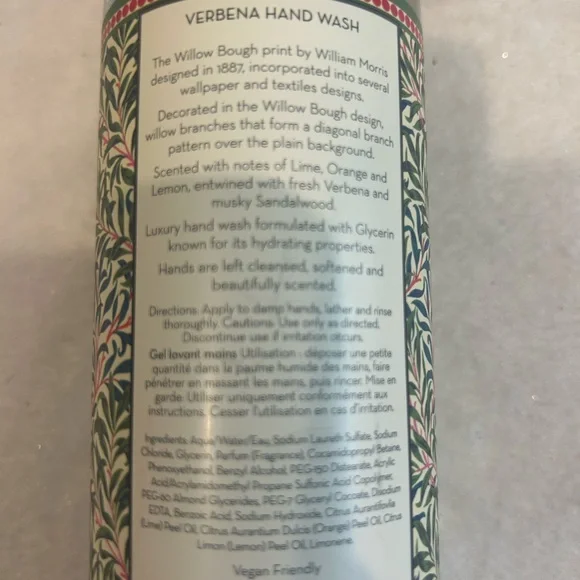 VERBENA HAND WASH
The Willow Bough print by William Morris
designed in 1887, incorporated into several
wallpaper and textiles designs.
Decorated in the Willow Bough design,
willow branches that form a diagonal branch
pattern over the plain background.
Scented with notes of Lime, Orange and
Lemon, entwined with fresh Verbena and
musky Sandalwood.
Luxury hand wash formulated with Glycerin
known for its hydrating properties.
Hands are left cleansed, softened and
beautifully scented.
Directions: Apply to damp hands, lather and rinse
thoroughly. Cautions: Use only as directed.
Discontinue use if irritation occurs.
Gel lavant mains Utilisation : déposer une petite
quantité dans la paume humide des mains, faire
pénétrer en massant les mains, puis rincer. Mise en
garde: Utiliser uniquement conformément aux
instructions. Cesser l'utilisation en cas d'irritation.
Ingredients: Aqua/Water/Eau, Sodium Laureth Sulfate, Sodium
Chloride, Glycerin, Parfum (Fragrance), Cocamidopropyl Betaine,
Phenoxyethanol, Benzyl Alcohol, PEG-150 Distearate, Acrylic
Acid/Acrylamidomethyl Propane Sulfonic Acid Copolymer,
PEG-60 Almond Glycerides, PEG-7 Glyceryl Cocoate, Disodium
EDTA, Benzoic Acid, Sodium Hydroxide, Citrus Aurantifolia
(Lime) Peel Oil, Citrus Aurantium Dulcis (Orange) Peel Oil, Citrus
Limon (Lemon) Peel Oil, Limonene.
Vegan Friendly